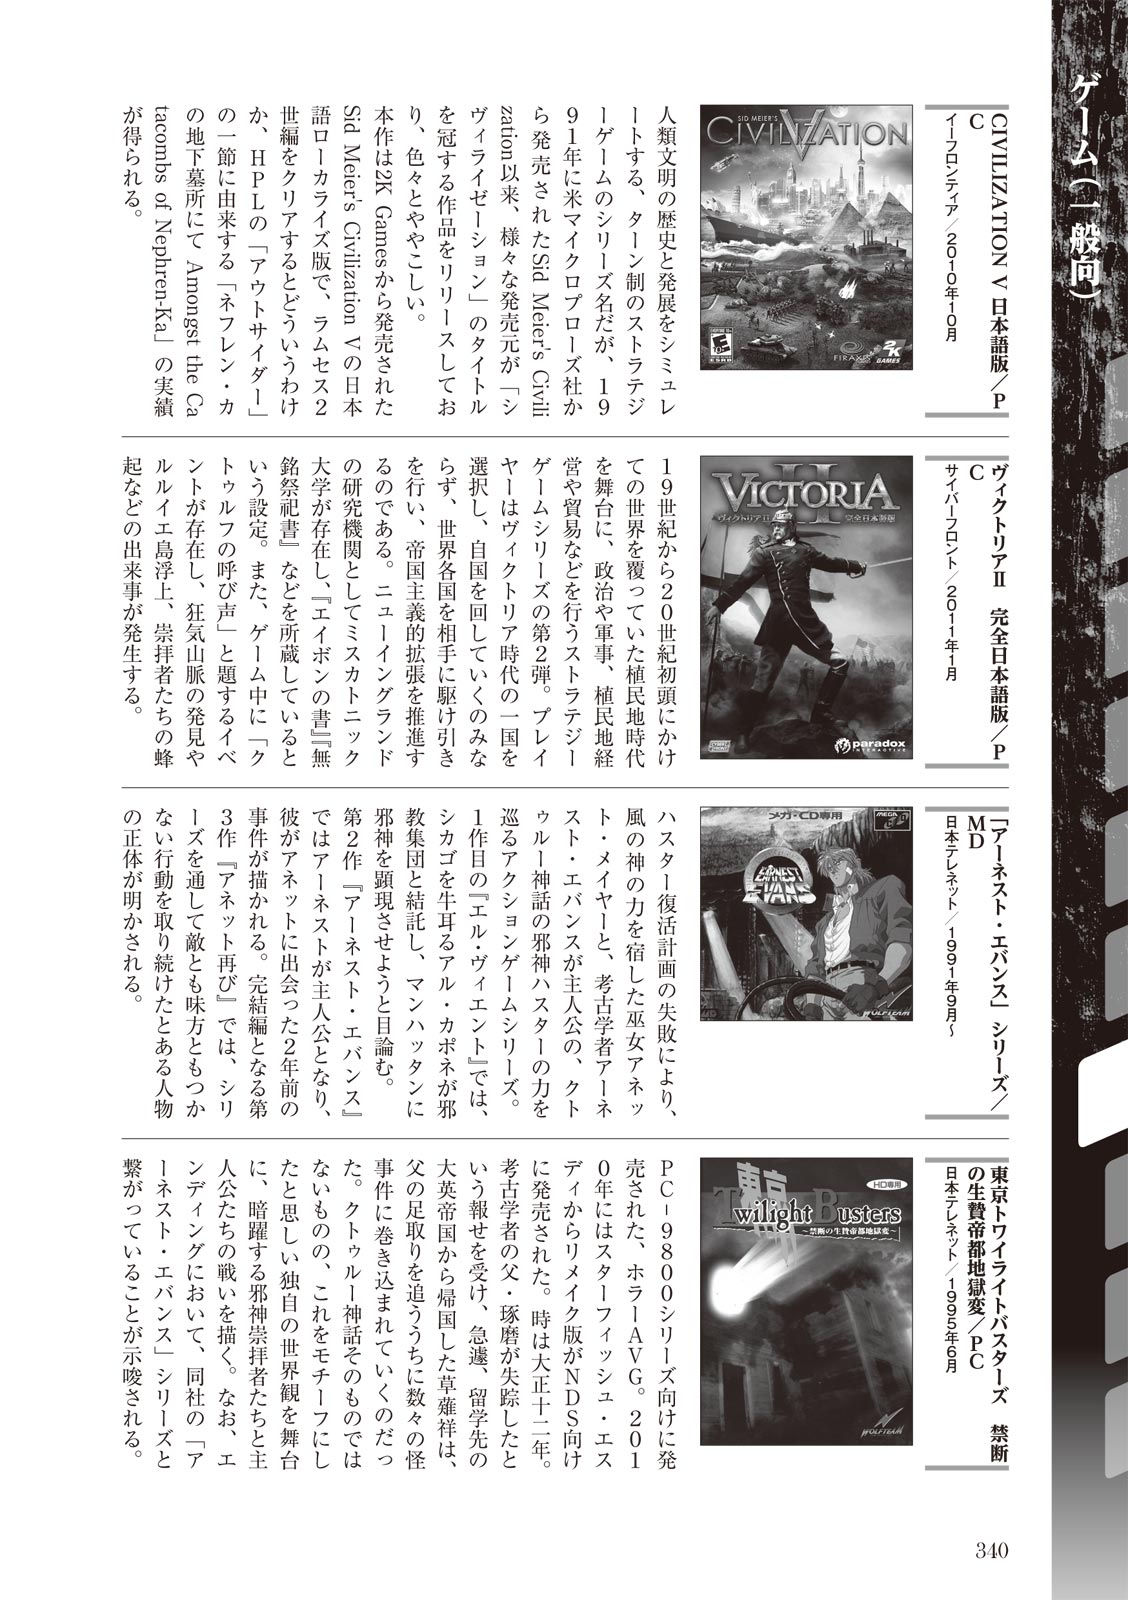 ゲーム(一般向)
CIVILIZATION V 日本語版／P
C
イーフロンティア／2010年10月
SID MEIER'S
CIVILIZATION
V
FIRAXIS
2K
GAMES
EVERYONE 10+
E
ESRB
人類文明の歴史と発展をシミュレ
ートする、ターン制のストラテジ
ーゲームのシリーズ名だが、19
91年に米マイクロプローズ社か
ら発売されたSid Meier's Civili
zation以来、様々な発売元が「シ
ヴィライゼーション」のタイトル
を冠する作品をリリースしてお
り、色々とややこしい。
本作は2K Gamesから発売された
Sid Meier's Civilization Vの日本
語ローカライズ版で、ラムセス2
世編をクリアするとどういうわけ
か、HPLの「アウトサイダー」
の一節に由来する「ネフレン・カ
の地下墓所にて Amongst the Ca
tacombs of Nephren-Ka」の実績
が得られる。
ヴィクトリアⅡ　完全日本語版／P
C
サイバーフロント／2011年1月
VICTORIA
II
ヴィクトリアⅡ 完全日本語版
CYBER FRONT
paradox
INTERACTIVE
19世紀から20世紀初頭にかけ
ての世界を覆っていた植民地時代
を舞台に、政治や軍事、植民地経
営や貿易などを行うストラテジー
ゲームシリーズの第2弾。プレイ
ヤーはヴィクトリア時代の一国を
選択し、自国を回していくのみな
らず、世界各国を相手に駆け引き
を行い、帝国主義的拡張を推進す
るのである。ニューイングランド
の研究機関としてミスカトニック
大学が存在し、『エイボンの書』『無
銘祭祀書』などを所蔵していると
いう設定。また、ゲーム中に「ク
トゥルフの呼び声」と題するイベ
ントが存在し、狂気山脈の発見や
ルルイエ島浮上、崇拝者たちの蜂
起などの出来事が発生する。
「アーネスト・エバンス」シリーズ／
MD
日本テレネット／1991年9月〜
メガ-CD専用
MEGA
EARNEST
EVANS
WOLFTEAM
ハスター復活計画の失敗により、
風の神の力を宿した巫女アネッ
ト・メイヤーと、考古学者アーネ
スト・エバンスが主人公の、クト
ゥルー神話の邪神ハスターの力を
巡るアクションゲームシリーズ。
1作目の『エル・ヴィエント』では、
シカゴを牛耳るアル・カポネが邪
教集団と結託し、マンハッタンに
邪神を顕現させようと目論む。
第2作『アーネスト・エバンス』
ではアーネストが主人公となり、
彼がアネットに出会った2年前の
事件が描かれる。完結編となる第
3作『アネット再び』では、シリ
ーズを通して敵とも味方ともつか
ない行動を取り続けたとある人物
の正体が明かされる。
東京トワイライトバスターズ　禁断
の生贄帝都地獄変／PC
日本テレネット／1995年6月
HD専用
東京
Twilight Busters
〜禁断の生贄帝都地獄変〜
WOLFTEAM
PC-9800シリーズ向けに発
売された、ホラーAVG。201
0年にはスターフィッシュ・エス
ディからリメイク版がNDS向け
に発売された。時は大正十二年。
考古学者の父・琢磨が失踪したと
いう報せを受け、急遽、留学先の
大英帝国から帰国した草薙祥は、
父の足取りを追ううちに数々の怪
事件に巻き込まれていくのだっ
た。クトゥルー神話そのものでは
ないものの、これをモチーフにし
たと思しい独自の世界観を舞台
に、暗躍する邪神崇拝者たちと主
人公たちの戦いを描く。なお、エ
ンディングにおいて、同社の「ア
ーネスト・エバンス」シリーズと
繋がっていることが示唆される。
340